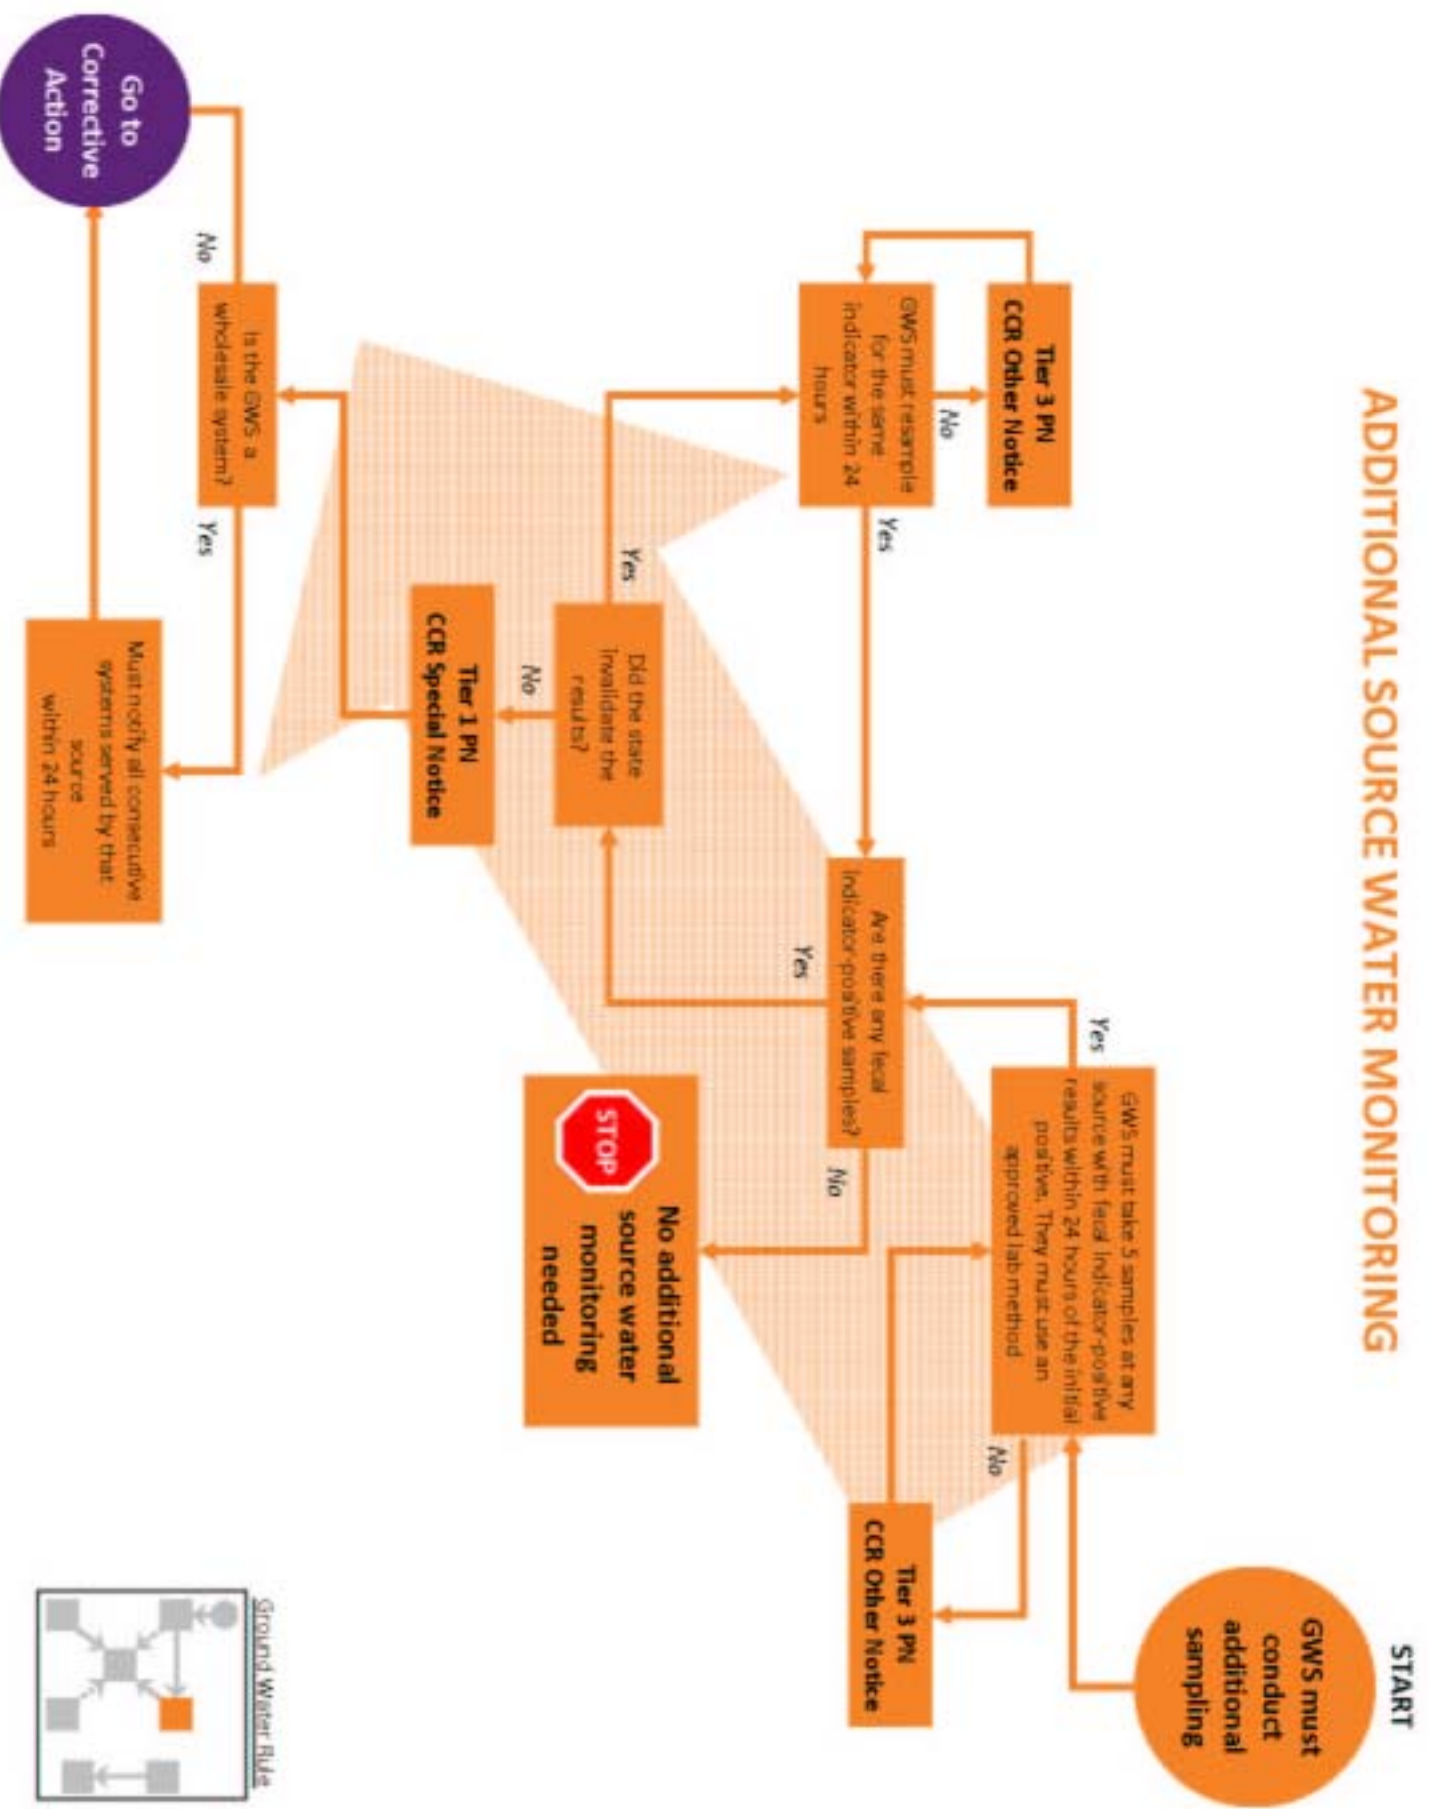 ADDITIONAL SOURCE WATER MONITORING
START
GWS must
conduct
additional
sampling
GWS must take 5 samples at any
source with fecal indicator-positive
results within 24 hours of the initial
positive. They must use an
approved lab method
Yes
No
Tier 3 PN
CCR Other Notice
Are there any fecal
indicator-positive samples?
Yes
No
STOP
No additional
source water
monitoring
needed
Tier 3 PN
CCR Other Notice
No
GWS must resample
for the same
indicator within 24
hours
Yes
Did the state
invalidate the
results?
Yes
No
Tier 1 PN
CCR Special Notice
Is the GWS a
wholesale system?
No
Yes
Must notify all consecutive
systems served by that
source
within 24 hours
Go to
Corrective
Action
Ground Water Rule